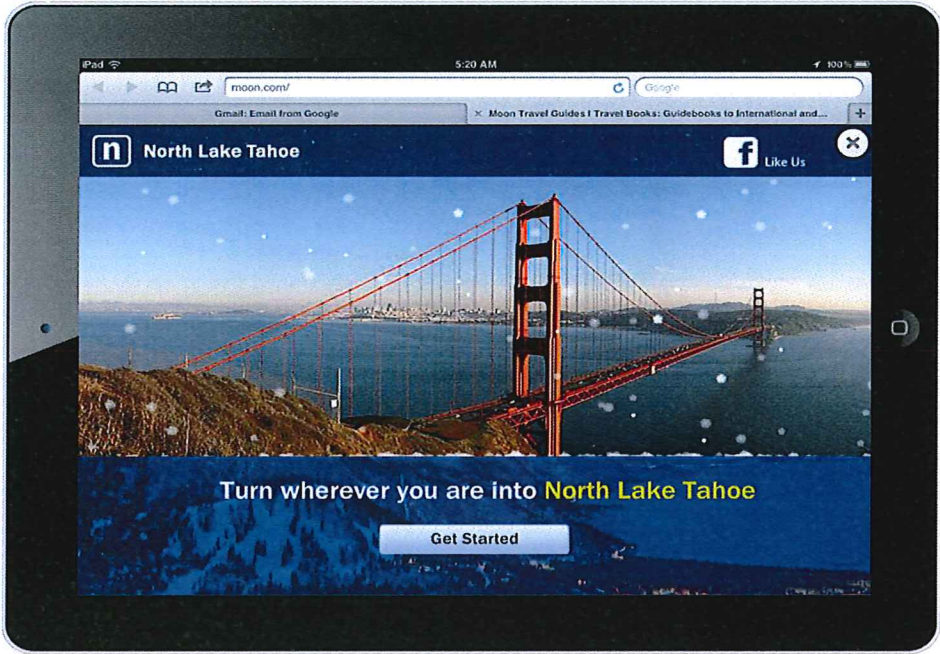 iPad
5:20 AM
100%
moon.com/
Google
Gmail: Email from Google
× Moon Travel Guides | Travel Books: Guidebooks to International and... +
n North Lake Tahoe
f Like Us
Turn wherever you are into North Lake Tahoe
Get Started